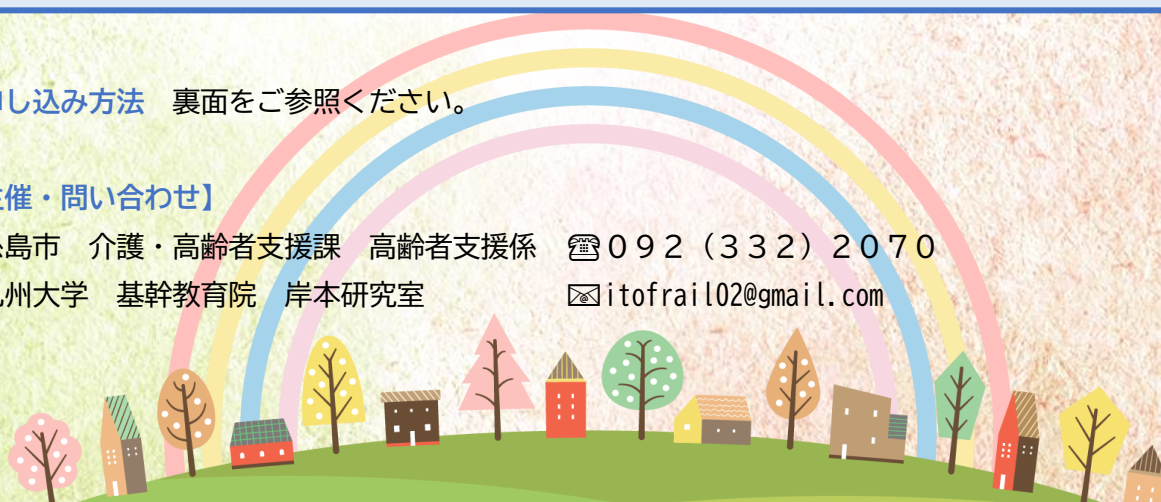 し込み方法　裏面をご参照ください。
催・問い合わせ】
島市　介護・高齢者支援課　高齢者支援係　☎０９２（３３２）２０７０
州大学　基幹教育院　岸本研究室　✉itofrail02@gmail.com